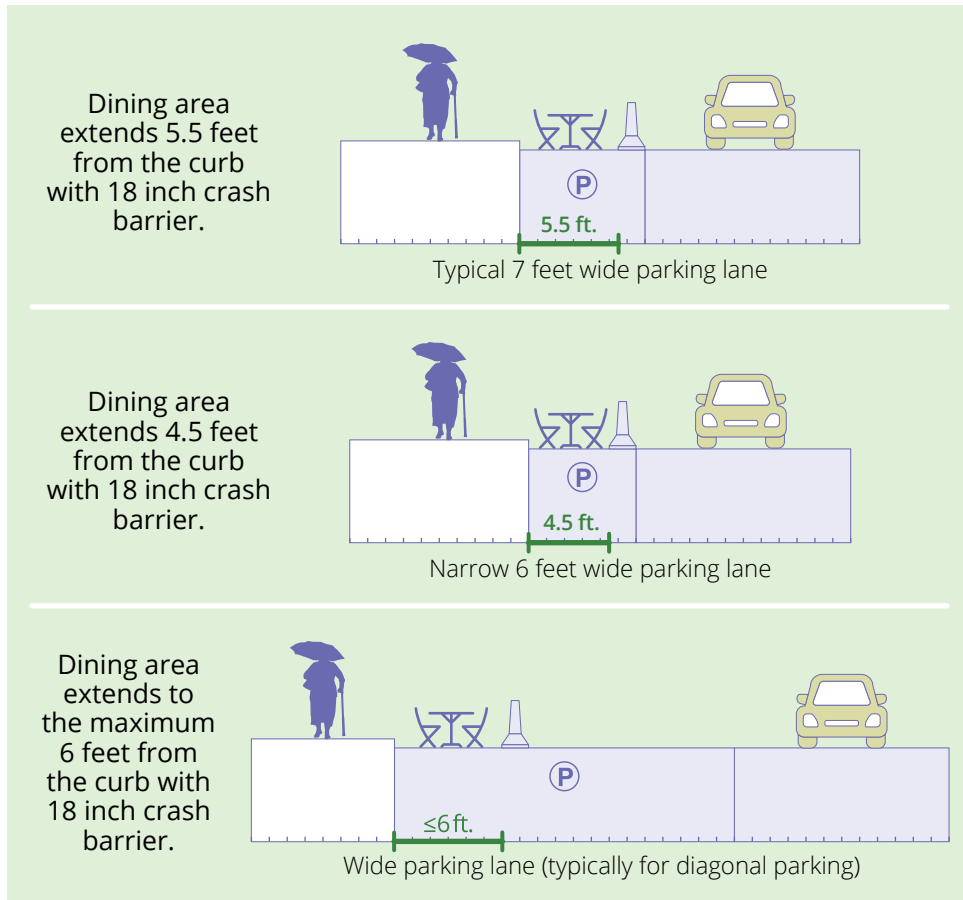 Dining area
extends 5.5 feet
from the curb
with 18 inch crash
barrier.
P
5.5 ft.
Typical 7 feet wide parking lane
Dining area
extends 4.5 feet
from the curb
with 18 inch crash
barrier.
P
4.5 ft.
Narrow 6 feet wide parking lane
Dining area
extends to
the maximum
6 feet from
the curb with
18 inch crash
barrier.
P
≤6 ft.
Wide parking lane (typically for diagonal parking)